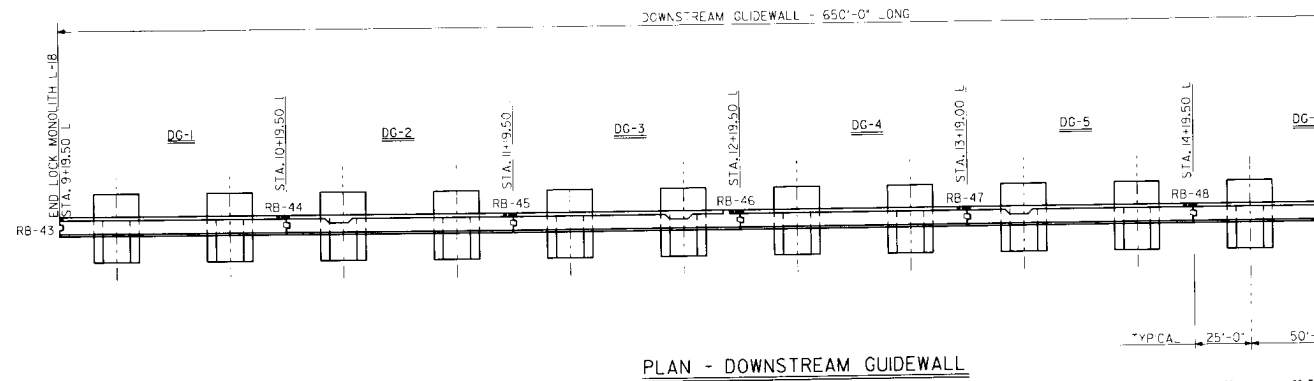 DOWNSTREAM GUIDEWALL - 650'-0" LONG
END LOCK MONOLITH L-18
STA. 9+19.50 L
DG-1
STA. 10+19.50 L
DG-2
STA. 11+19.50
DG-3
STA. 12+19.50 L
DG-4
STA. 13+19.00 L
DG-5
STA. 14+19.50 L
DG-
RB-43
RB-44
RB-45
RB-46
RB-47
RB-48
TYPICAL
25'-0"
50'-
PLAN - DOWNSTREAM GUIDEWALL